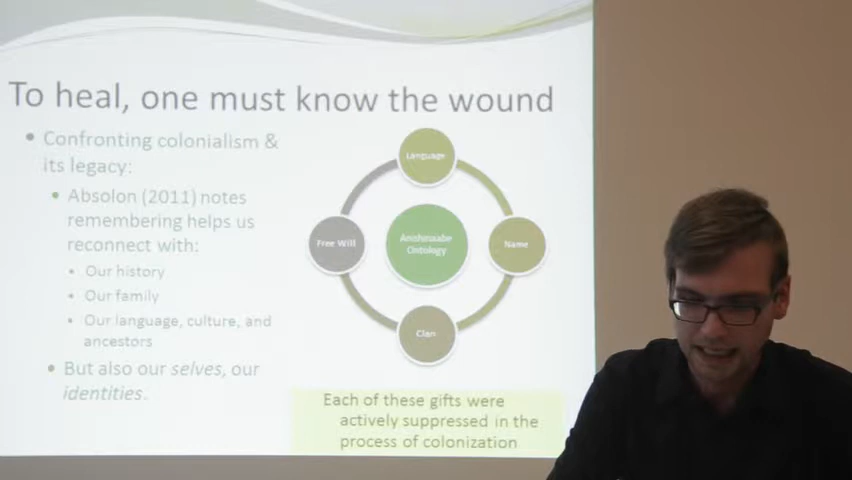 To heal, one must know the wound
• Confronting colonialism &
its legacy:
• Absolon (2011) notes
remembering helps us
reconnect with:
• Our history
• Our family
• Our language, culture, and
ancestors
• But also our selves, our
identities.
Language
Free Will
Anishinaabe
Ontology
Name
Clan
Each of these gifts were
actively suppressed in the
process of colonization